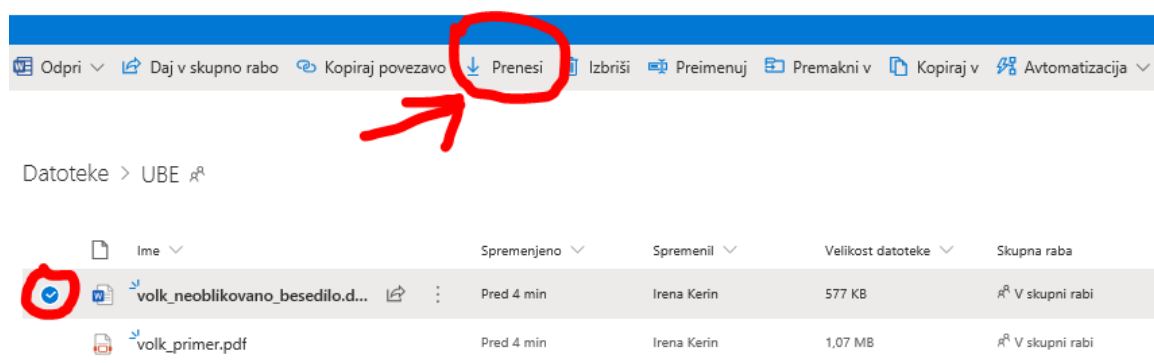 Odpri Daj v skupno rabo Kopiraj povezavo Prenesi Izbriši Preimenuj Premakni v Kopiraj v Avtomatizacija
Datoteke > UBE
Ime Spremenjeno Spremenil Velikost datoteke Skupna raba
volk_neoblikovano_besedilo.d... Pred 4 min Irena Kerin 577 KB V skupni rabi
volk_primer.pdf Pred 4 min Irena Kerin 1,07 MB V skupni rabi